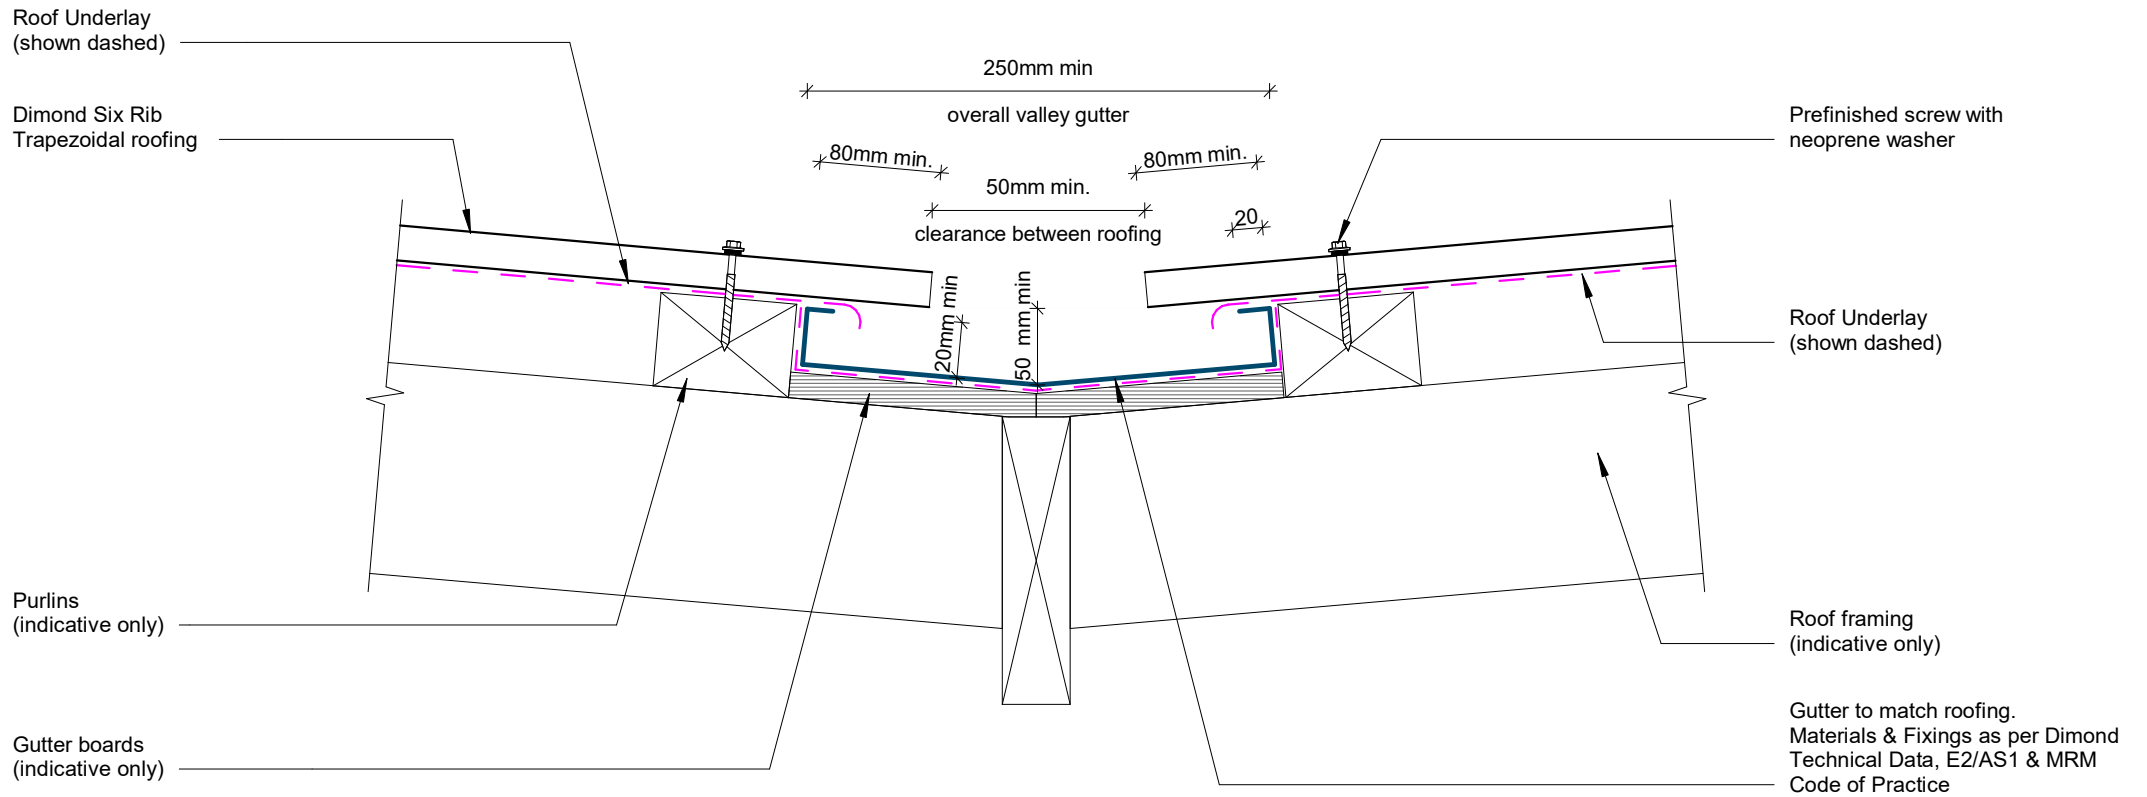 Roof Underlay
(shown dashed)
Dimond Six Rib
Trapezoidal roofing
250mm min
overall valley gutter
80mm min.
80mm min.
50mm min.
clearance between roofing
20
20mm min
50 mm min
Prefinished screw with
neoprene washer
Roof Underlay
(shown dashed)
Purlins
(indicative only)
Roof framing
(indicative only)
Gutter boards
(indicative only)
Gutter to match roofing.
Materials & Fixings as per Dimond
Technical Data, E2/AS1 & MRM
Code of Practice